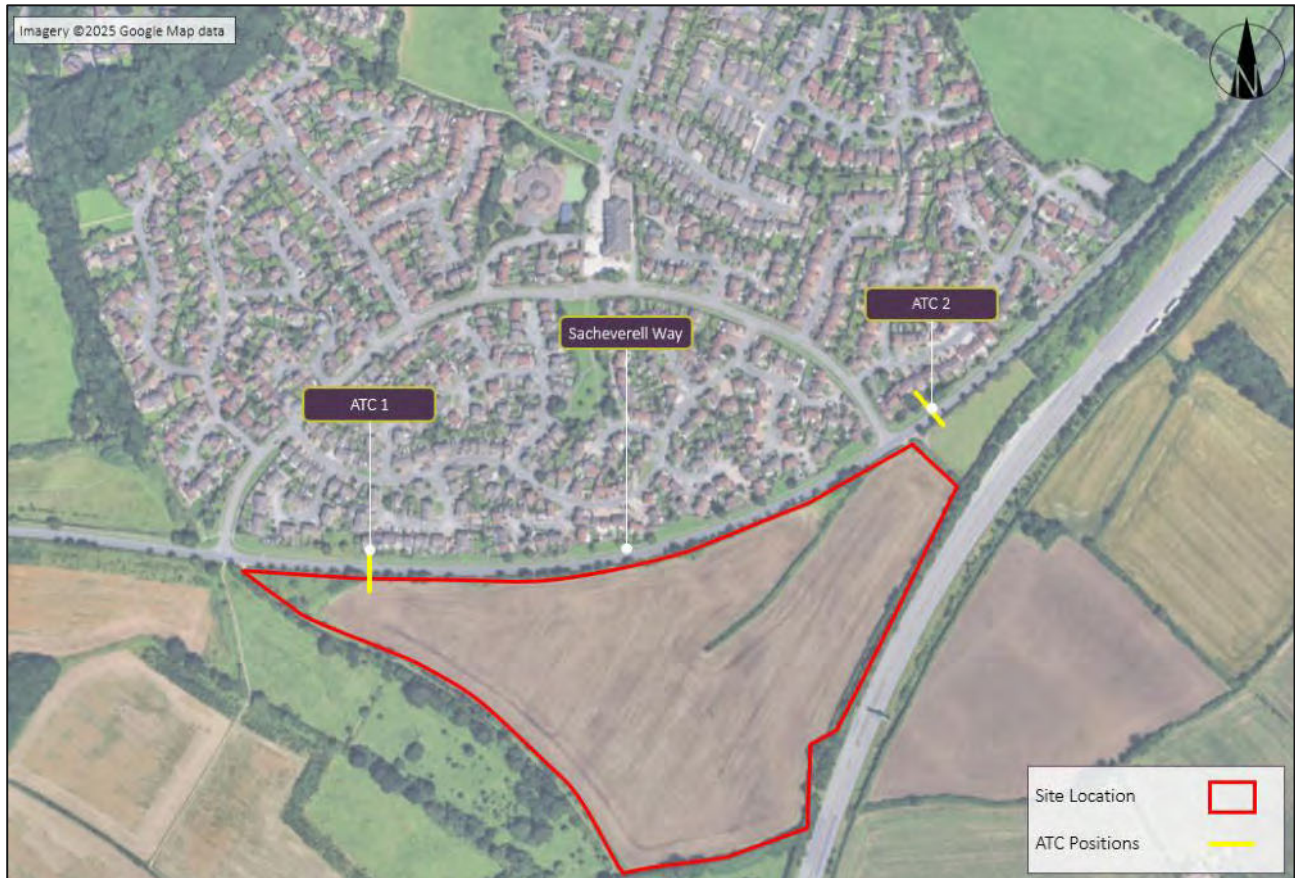 Imagery ©2025 Google Map data
N
ATC 2
Sacheverell Way
ATC 1
Site Location
ATC Positions